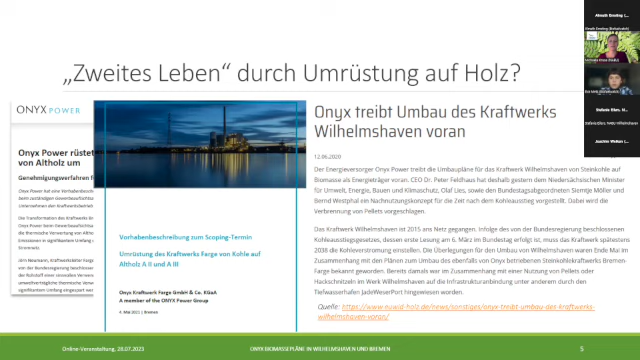 „Zweites Leben“ durch Umrüstung auf Holz?
ONYX POWER
Onyx Power rüstet
von Altholz um
Genehmigungsverfahren f
Vorhabenbeschreibung zum Scoping-Termin
Umrüstung des Kraftwerks Farge von Kohle auf
Altholz A II und A III
Onyx Kraftwerk Farge GmbH & Co. KGaA
A member of the ONYX Power Group
4. Mai 2021 | Bremen
Onyx treibt Umbau des Kraftwerks
Wilhelmshaven voran
12.06.2020
Der Energieversorger Onyx Power treibt die Umbaupläne für das Kraftwerk Wilhelmshaven von Steinkohle auf
Biomasse als Energieträger voran. CEO Dr. Peter Feldhaus hat deshalb gestern dem Niedersächsischen Minister
für Umwelt, Energie, Bauen und Klimaschutz, Olaf Lies, sowie den Bundestagsabgeordneten Siemtje Möller und
Bernd Westphal ein Nachnutzungskonzept für die Zeit nach dem Kohleausstieg vorgestellt. Dabei wird die
Verbrennung von Pellets vorgeschlagen.
Das Kraftwerk Wilhelmshaven ist 2015 ans Netz gegangen. Infolge des von der Bundesregierung beschlossenen
Kohleausstiegsgesetzes, dessen erste Lesung am 6. März im Bundestag erfolgt ist, muss das Kraftwerk spätestens
2038 die Kohleverstromung einstellen. Die Überlegungen für den Umbau von Wilhelmshaven waren Ende Mai im
Zusammenhang mit den Plänen zum Umbau des ebenfalls von Onyx betriebenen Steinkohlekraftwerks Bremen-
Farge bekannt geworden. Bereits damals war im Zusammenhang mit einer Nutzung von Pellets oder
Hackschnitzeln im Werk Wilhelmshaven auf die Infrastrukturanbindung unter anderem durch den
Tiefwasserhafen JadeWeserPort hingewiesen worden.
Quelle: https://www.euwid-holz.de/news/sonstiges/onyx-treibt-umbau-des-kraftwerks-
wilhelmshaven-voran/
Online-Veranstaltung, 20.07.2023
ONYX BIOMASSEPLÄNE IN WILHELMSHAVEN UND BREMEN
5